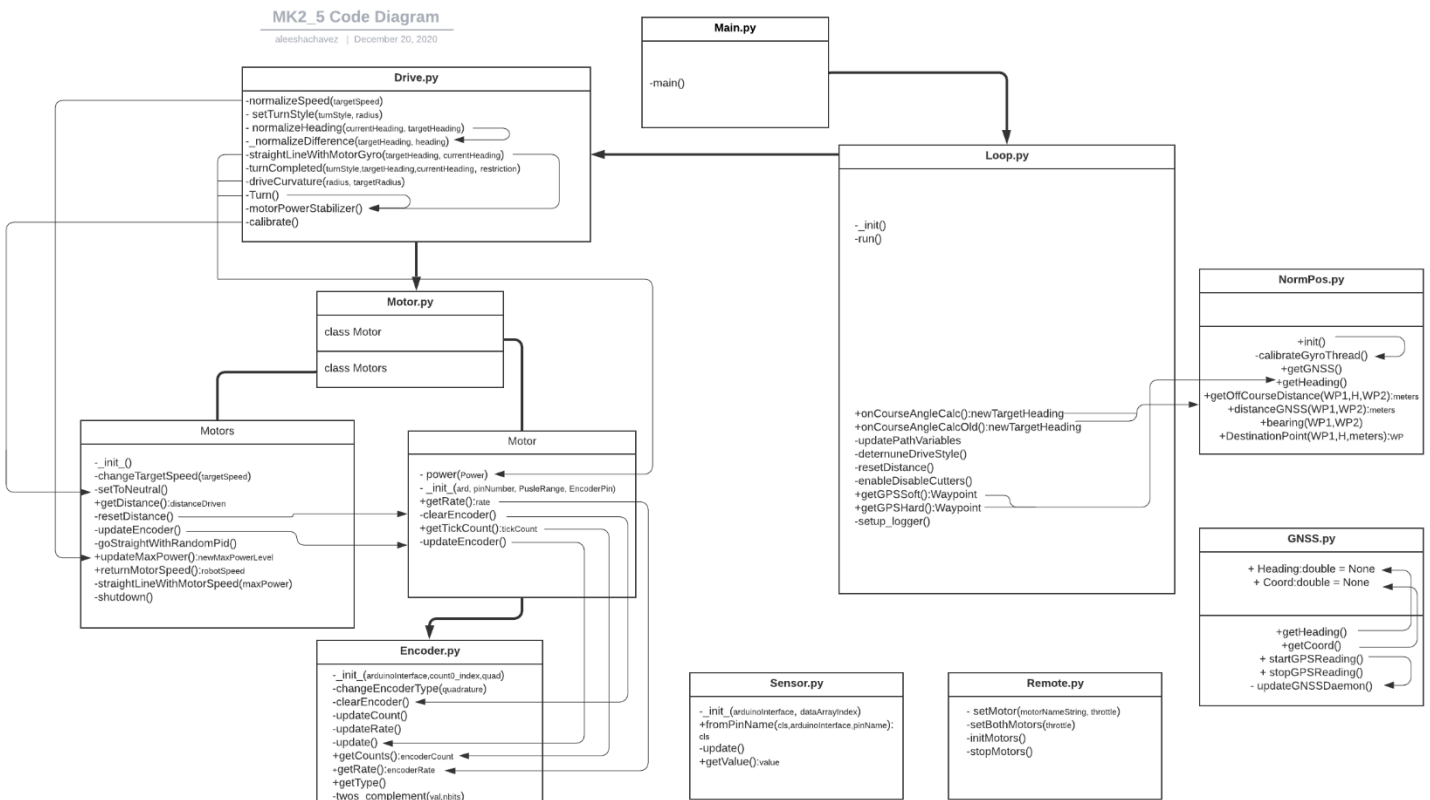 MK2_5 Code Diagram
aleeshachavez | December 20, 2020
Main.py
-main()
Drive.py
-normalizeSpeed(targetSpeed)
- setTurnStyle(turnStyle, radius)
- normalizeHeading(currentHeading, targetHeading)
-_normalizeDifference(targetHeading, heading)
-straightLineWithMotorGyro(targetHeading, currentHeading)
-turnCompleted(turnStyle,targetHeading,currentHeading, restriction)
-driveCurvature(radius, targetRadius)
-Turn()
-motorPowerStabilizer()
-calibrate()
Loop.py
-_init()
-run()
+onCourseAngleCalc():newTargetHeading
+onCourseAngleCalcOld():newTargetHeading
-updatePathVariables
-deternuneDriveStyle()
-resetDistance()
-enableDisableCutters()
+getGPSSoft():Waypoint
+getGPSHard():Waypoint
-setup_logger()
NormPos.py
+init()
-calibrateGyroThread()
+getGNSS()
+getHeading()
+getOffCourseDistance(WP1,H,WP2):meters
+distanceGNSS(WP1,WP2):meters
+bearing(WP1,WP2)
+DestinationPoint(WP1,H,meters):WP
Motor.py
class Motor
class Motors
Motors
-_init_()
-changeTargetSpeed(targetSpeed)
-setToNeutral()
+getDistance():distanceDriven
-resetDistance()
-updateEncoder()
-goStraightWithRandomPid()
+updateMaxPower():newMaxPowerLevel
+returnMotorSpeed():robotSpeed
-straightLineWithMotorSpeed(maxPower)
-shutdown()
Motor
- power(Power)
- _init_(ard, pinNumber, PusleRange, EncoderPin)
+getRate():rate
-clearEncoder()
+getTickCount():tickCount
-updateEncoder()
GNSS.py
+ Heading:double = None
+ Coord:double = None
+getHeading()
+getCoord()
+ startGPSReading()
+ stopGPSReading()
- updateGNSSDaemon()
Encoder.py
-_init_(arduinoInterface,count0_index,quad)
-changeEncoderType(quadrature)
-clearEncoder()
-updateCount()
-updateRate()
-update()
+getCounts():encoderCount
+getRate():encoderRate
+getType()
-twos_complement(val,nbits)
Sensor.py
-_init_(arduinoInterface, dataArrayIndex)
+fromPinName(cls,arduinoInterface,pinName):
cls
-update()
+getValue():value
Remote.py
- setMotor(motorNameString, throttle)
-setBothMotors(throttle)
-initMotors()
-stopMotors()